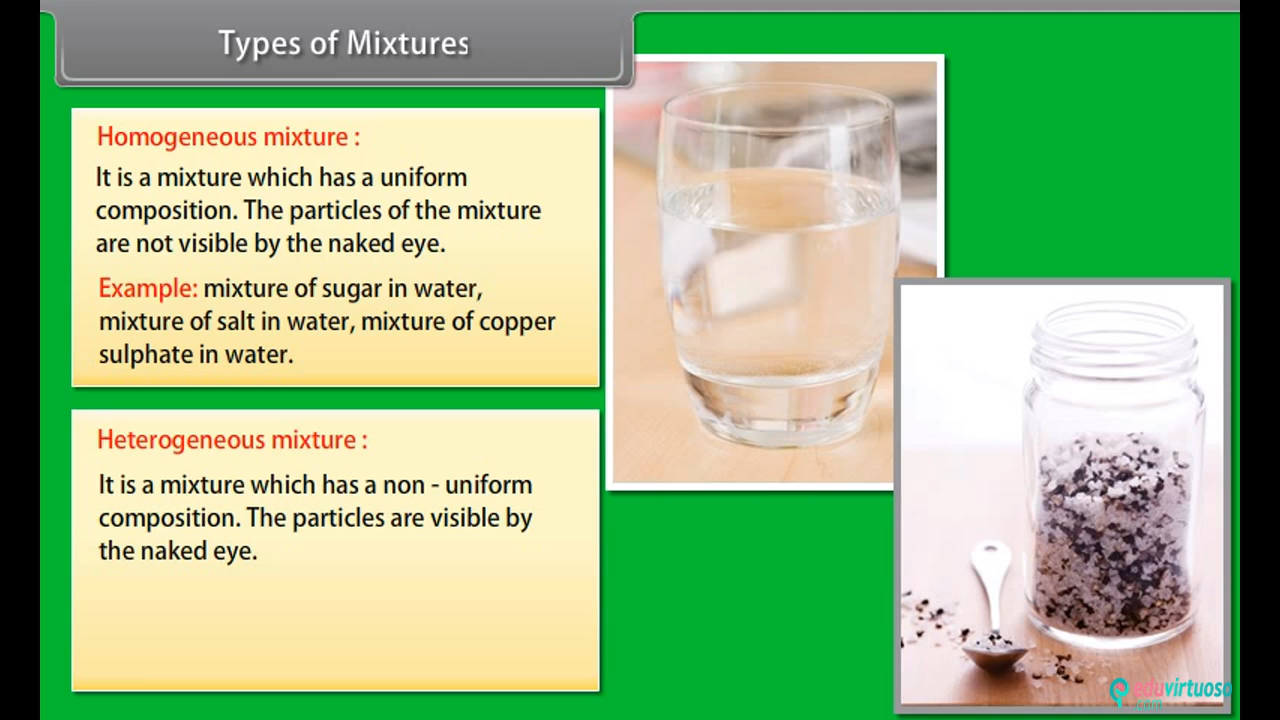 Types of Mixtures
Homogeneous mixture :
It is a mixture which has a uniform
composition. The particles of the mixture
are not visible by the naked eye.
Example: mixture of sugar in water,
mixture of salt in water, mixture of copper
sulphate in water.
Heterogeneous mixture :
It is a mixture which has a non - uniform
composition. The particles are visible by
the naked eye.
eduvirtuoso
.com